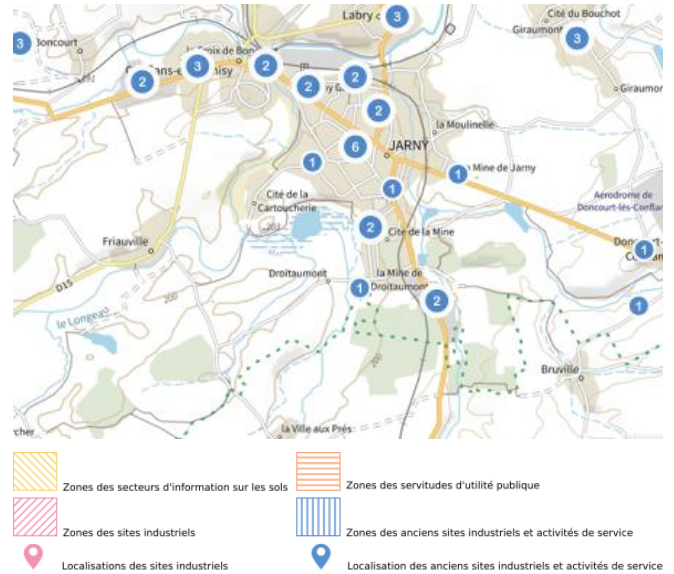 Cité du Bouchot
Labry
3
Giraumont
3
3
Boncourt
la Croix de
2
3
2
2
2
Giraumon
2
la Moulinelle
6
JARNY
1
1
Mine de Jarny
1
Cité de la
Cartoucherie
Aérodrome de
Doncourt-lès-Conflan
203
2
Cité de la Mine
Friauville
1
Droitaumont
la Mine de
Droitaumont
D15
1
200
2
1
le Longeau
200
Bruville
la Ville aux Prés
cher
Zones des secteurs d'information sur les sols
Zones des servitudes d'utilité publique
Zones des sites industriels
Zones des anciens sites industriels et activités de service
Localisations des sites industriels
Localisation des anciens sites industriels et activités de service